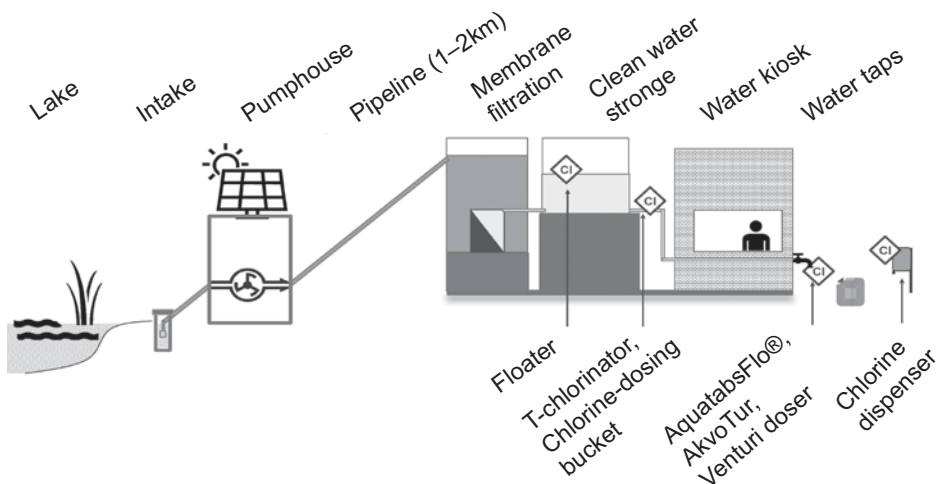 Lake
Intake
Pumphouse
Pipeline (1–2km)
Membrane
filtration
Clean water
stronge
Water kiosk
Water taps
Cl
Cl
Cl
Cl
Floater
T-chlorinator,
Chlorine-dosing
bucket
AquatabsFlo®,
AkvoTur,
Venturi doser
Chlorine
dispenser